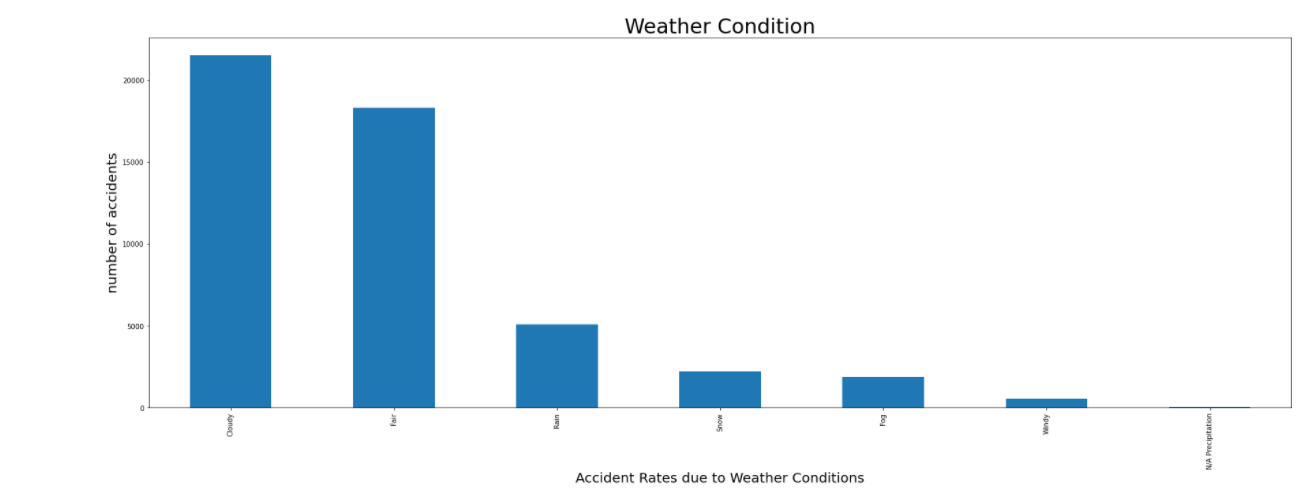 Weather Condition
number of accidents
20000
15000
10000
5000
0
Cloudy
Fair
Rain
Snow
Fog
Windy
N/A Precipitation
Accident Rates due to Weather Conditions